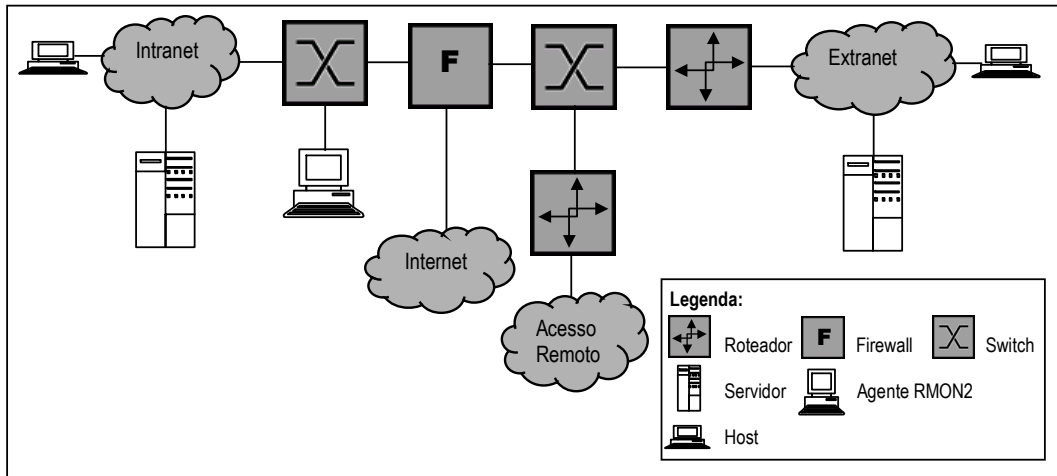 Intranet
F
Extranet
Internet
Acesso
Remoto
Legenda:
Roteador
F
Firewall
Switch
Servidor
Agente RMON2
Host